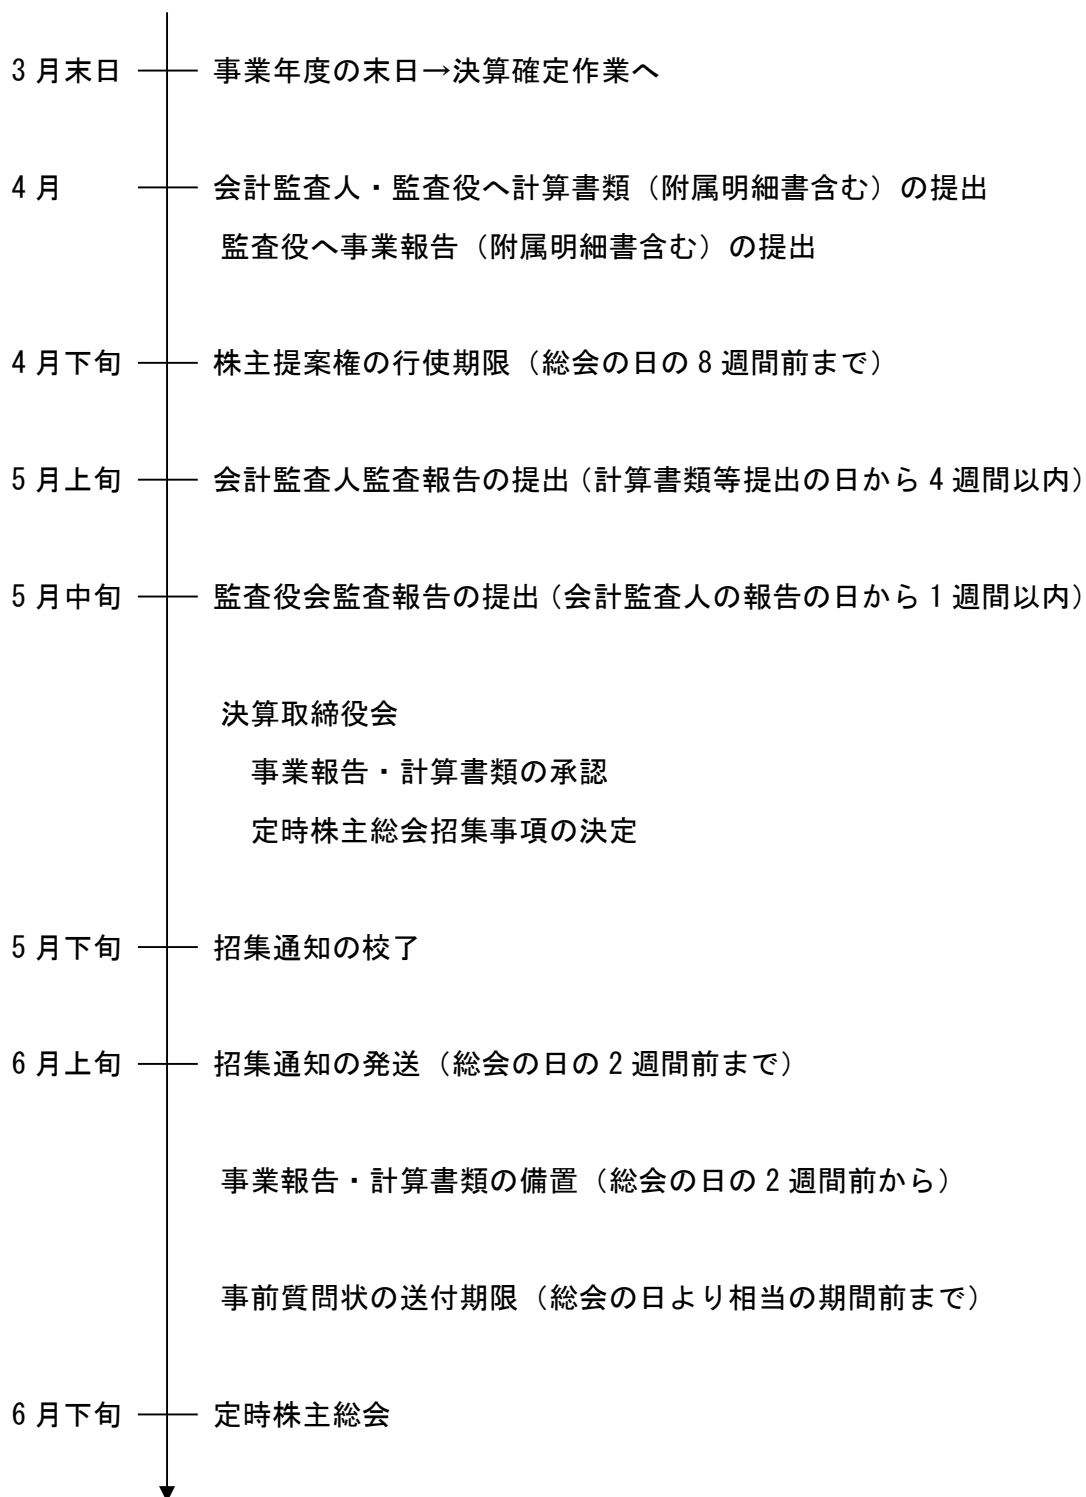 3月末日 事業年度の末日→決算確定作業へ
4月 会計監査人・監査役へ計算書類（附属明細書含む）の提出
監査役へ事業報告（附属明細書含む）の提出
4月下旬 株主提案権の行使期限（総会の日の8週間前まで）
5月上旬 会計監査人監査報告の提出（計算書類等提出の日から4週間以内）
5月中旬 監査役会監査報告の提出（会計監査人の報告の日から1週間以内）
決算取締役会
事業報告・計算書類の承認
定時株主総会招集事項の決定
5月下旬 招集通知の校了
6月上旬 招集通知の発送（総会の日の2週間前まで）
事業報告・計算書類の備置（総会の日の2週間前から）
事前質問状の送付期限（総会の日より相当の期間前まで）
6月下旬 定時株主総会